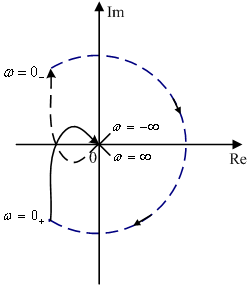 Im
ω = 0₋
ω = −∞
0
ω = ∞
Re
ω = 0₊